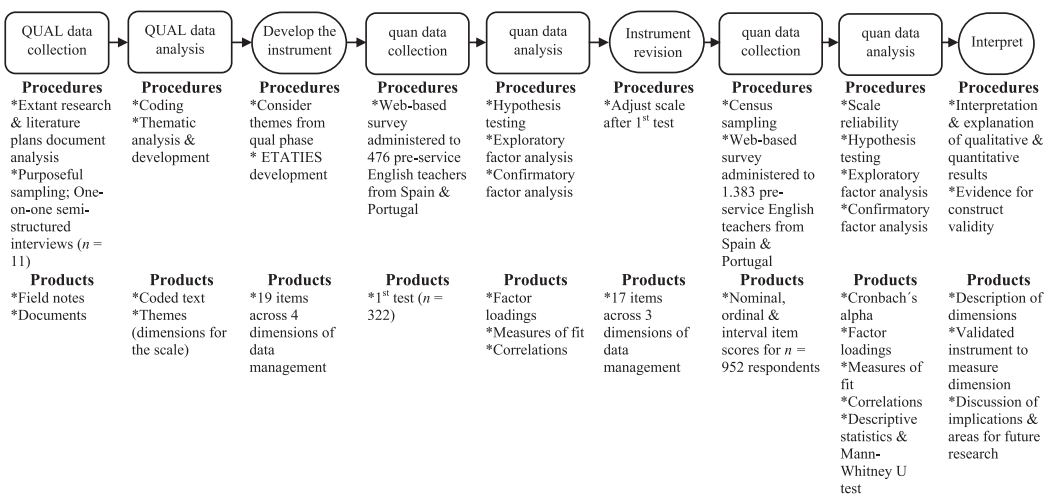 QUAL data
collection
QUAL data
analysis
Develop the
instrument
quan data
collection
quan data
analysis
Instrument
revision
quan data
collection
quan data
analysis
Interpret
Procedures
*Extant research
& literature
plans document
analysis
*Purposeful
sampling; One-
on-one semi-
structured
interviews (n =
11)
Procedures
*Coding
*Thematic
analysis &
development
Procedures
*Consider
themes from
qual phase
* ETATIES
development
Procedures
*Web-based
survey
administered to
476 pre-service
English teachers
from Spain &
Portugal
Procedures
*Hypothesis
testing
*Exploratory
factor analysis
*Confirmatory
factor analysis
Procedures
*Adjust scale
after 1st test
Procedures
*Census
sampling
*Web-based
survey
administered to
1.383 pre-
service English
teachers from
Spain &
Portugal
Procedures
*Scale
reliability
*Hypothesis
testing
*Exploratory
factor analysis
*Confirmatory
factor analysis
Procedures
*Interpretation
& explanation
of qualitative &
quantitative
results
*Evidence for
construct
validity
Products
*Field notes
*Documents
Products
*Coded text
*Themes
(dimensions for
the scale)
Products
*19 items
across 4
dimensions of
data
management
Products
*1st test (n =
322)
Products
*Factor
loadings
*Measures of fit
*Correlations
Products
*17 items
across 3
dimensions of
data
management
Products
*Nominal,
ordinal &
interval item
scores for n =
952 respondents
Products
*Cronbach´s
alpha
*Factor
loadings
*Measures of
fit
*Correlations
*Descriptive
statistics &
Mann-
Whitney U
test
Products
*Description of
dimensions
*Validated
instrument to
measure
dimension
*Discussion of
implications &
areas for future
research